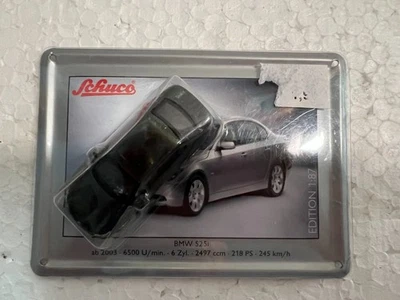 Schuco
EDITION 1:87
BMW 525i
ab 2003 · 6500 U/min. · 6 Zyl. · 2497 ccm · 218 PS · 245 km/h